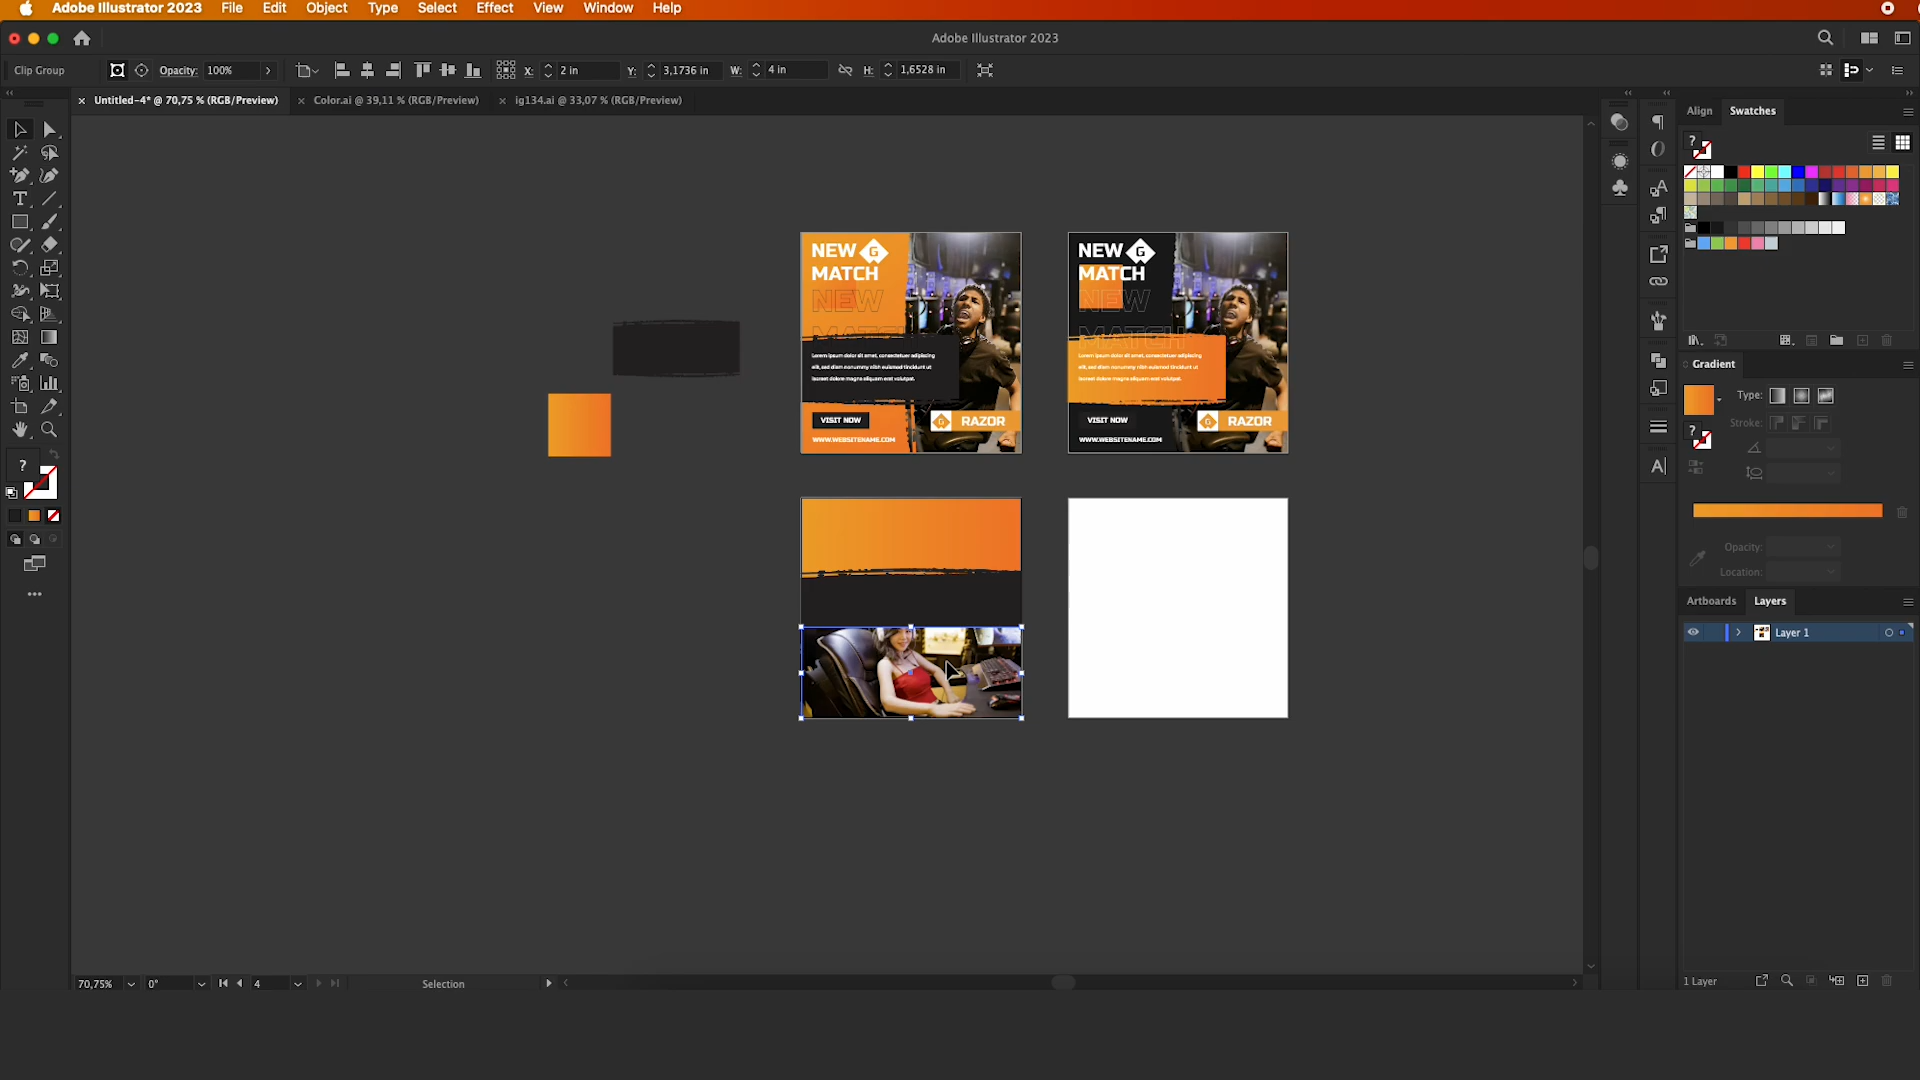 Adobe Illustrator 2023 File Edit Object Type Select Effect View Window Help
Adobe Illustrator 2023
Clip Group Opacity: 100% X: 2 in Y: 3,1736 in W: 4 in H: 1,6528 in
Untitled-4* @ 70,75 % (RGB/Preview) Color.ai @ 39,11 % (RGB/Preview) ig134.ai @ 33,07 % (RGB/Preview)
Align Swatches
NEW G
MATCH
NEW
MATCH
Lorem ipsum dolor sit amet, consectetuer adipiscing
elit, sed diam nonummy nibh euismod tincidunt ut
laoreet dolore magna aliquam erat volutpat.
VISIT NOW
G RAZOR
WWW.WEBSITENAME.COM
NEW G
MATCH
NEW
MATCH
Lorem ipsum dolor sit amet, consectetuer adipiscing
elit, sed diam nonummy nibh euismod tincidunt ut
laoreet dolore magna aliquam erat volutpat.
VISIT NOW
G RAZOR
WWW.WEBSITENAME.COM
Gradient
Type:
Stroke:
Opacity:
Location:
Artboards Layers
Layer 1
70,75% 0° 4 Selection
1 Layer